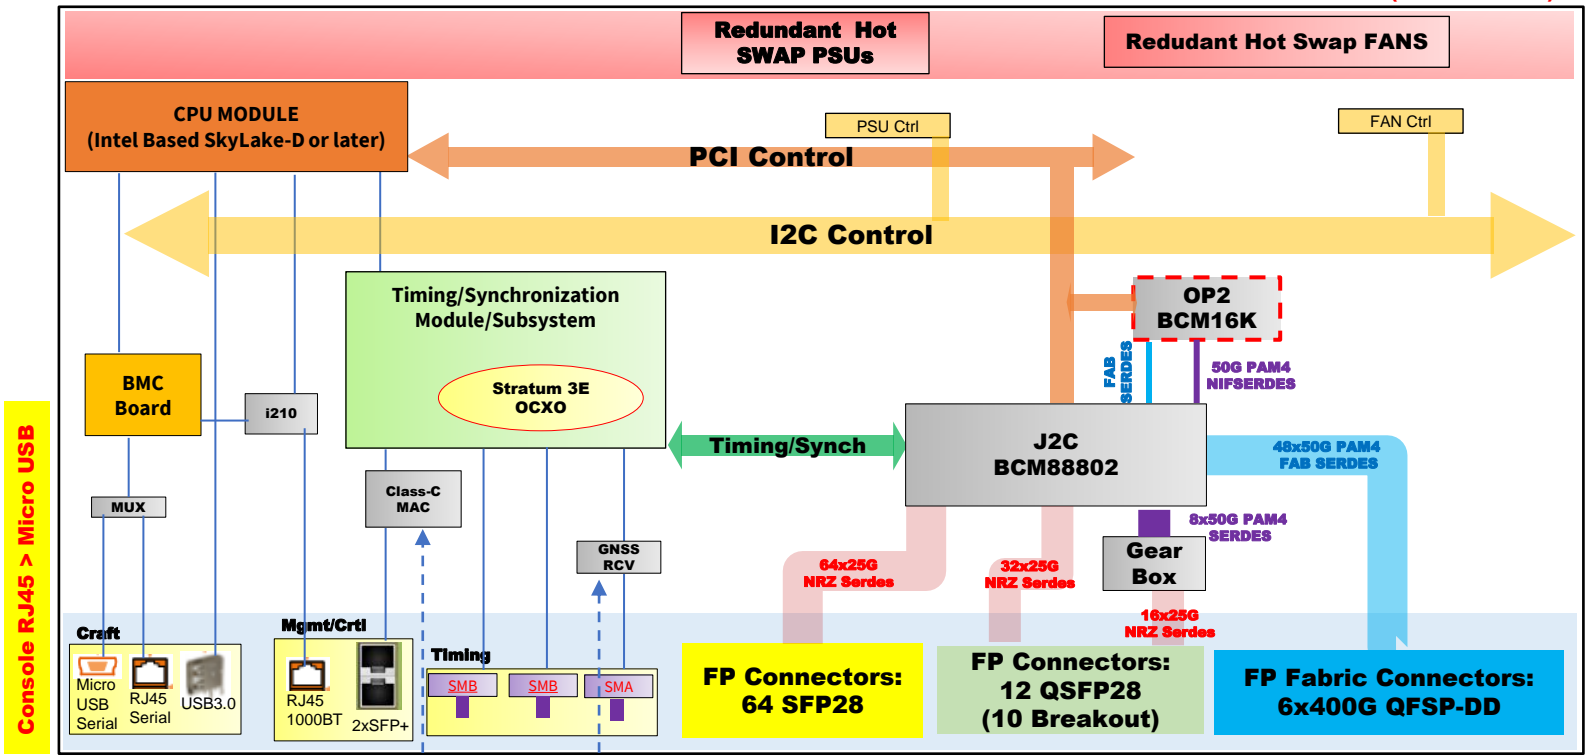 Redundant Hot
SWAP PSUs
Redudant Hot Swap FANS
CPU MODULE
(Intel Based SkyLake-D or later)
PSU Ctrl
FAN Ctrl
PCI Control
I2C Control
Timing/Synchronization
Module/Subsystem
Stratum 3E
OCXO
OP2
BCM16K
FAB
SERDES
50G PAM4
NIFSERDES
BMC
Board
i210
Timing/Synch
J2C
BCM88802
48x50G PAM4
FAB SERDES
MUX
Class-C
MAC
GNSS
RCV
8x50G PAM4
SERDES
Gear
Box
64x25G
NRZ Serdes
32x25G
NRZ Serdes
16x25G
NRZ Serdes
Console RJ45 > Micro USB
Craft
Micro
USB
Serial
RJ45
Serial
USB3.0
Mgmt/Crtl
RJ45
1000BT
2xSFP+
Timing
SMB
SMB
SMA
FP Connectors:
64 SFP28
FP Connectors:
12 QSFP28
(10 Breakout)
FP Fabric Connectors:
6x400G QFSP-DD